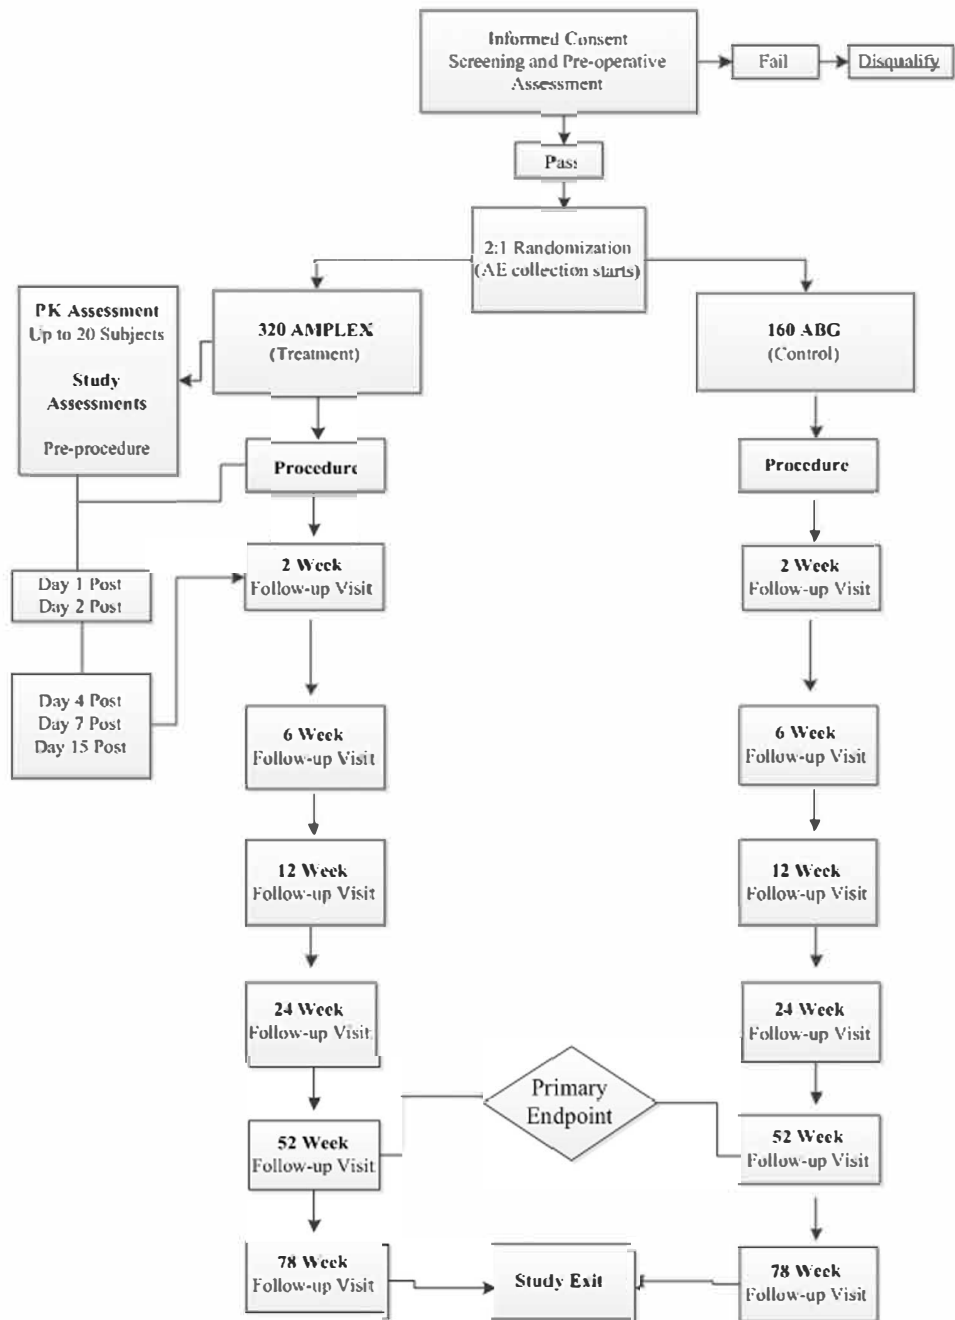 Informed Consent
Screening and Pre-operative
Assessment
Fail
Disqualify
Pass
2:1 Randomization
(AE collection starts)
PK Assessment
Up to 20 Subjects
Study
Assessments
Pre-procedure
320 AMPLEX
(Treatment)
160 ABG
(Control)
Procedure
Procedure
2 Week
Follow-up Visit
2 Week
Follow-up Visit
Day 1 Post
Day 2 Post
Day 4 Post
Day 7 Post
Day 15 Post
6 Week
Follow-up Visit
6 Week
Follow-up Visit
12 Week
Follow-up Visit
12 Week
Follow-up Visit
24 Week
Follow-up Visit
24 Week
Follow-up Visit
Primary
Endpoint
52 Week
Follow-up Visit
52 Week
Follow-up Visit
78 Week
Follow-up Visit
Study Exit
78 Week
Follow-up Visit